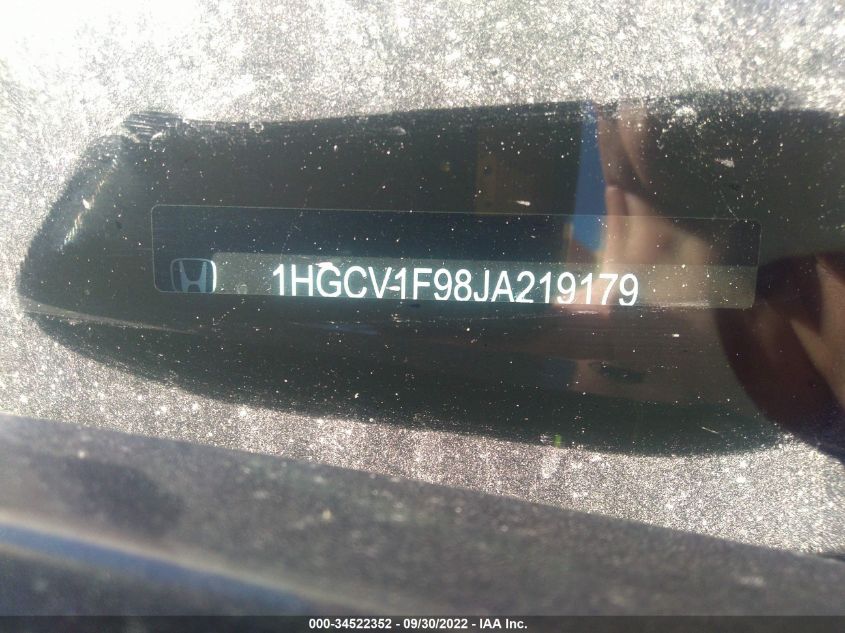 1HGCV1F98JA219179
000-34522352 - 09/30/2022 - IAA Inc.